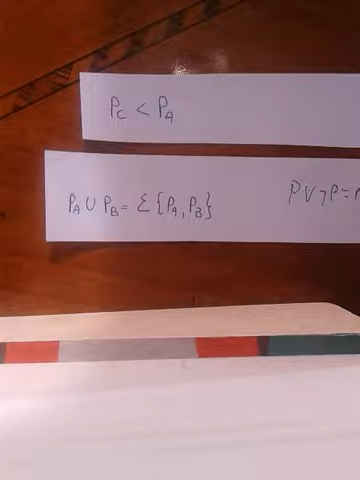 P_C < P_A
P_A ∪ P_B = Σ {P_A, P_B}
P ∨ ¬P =